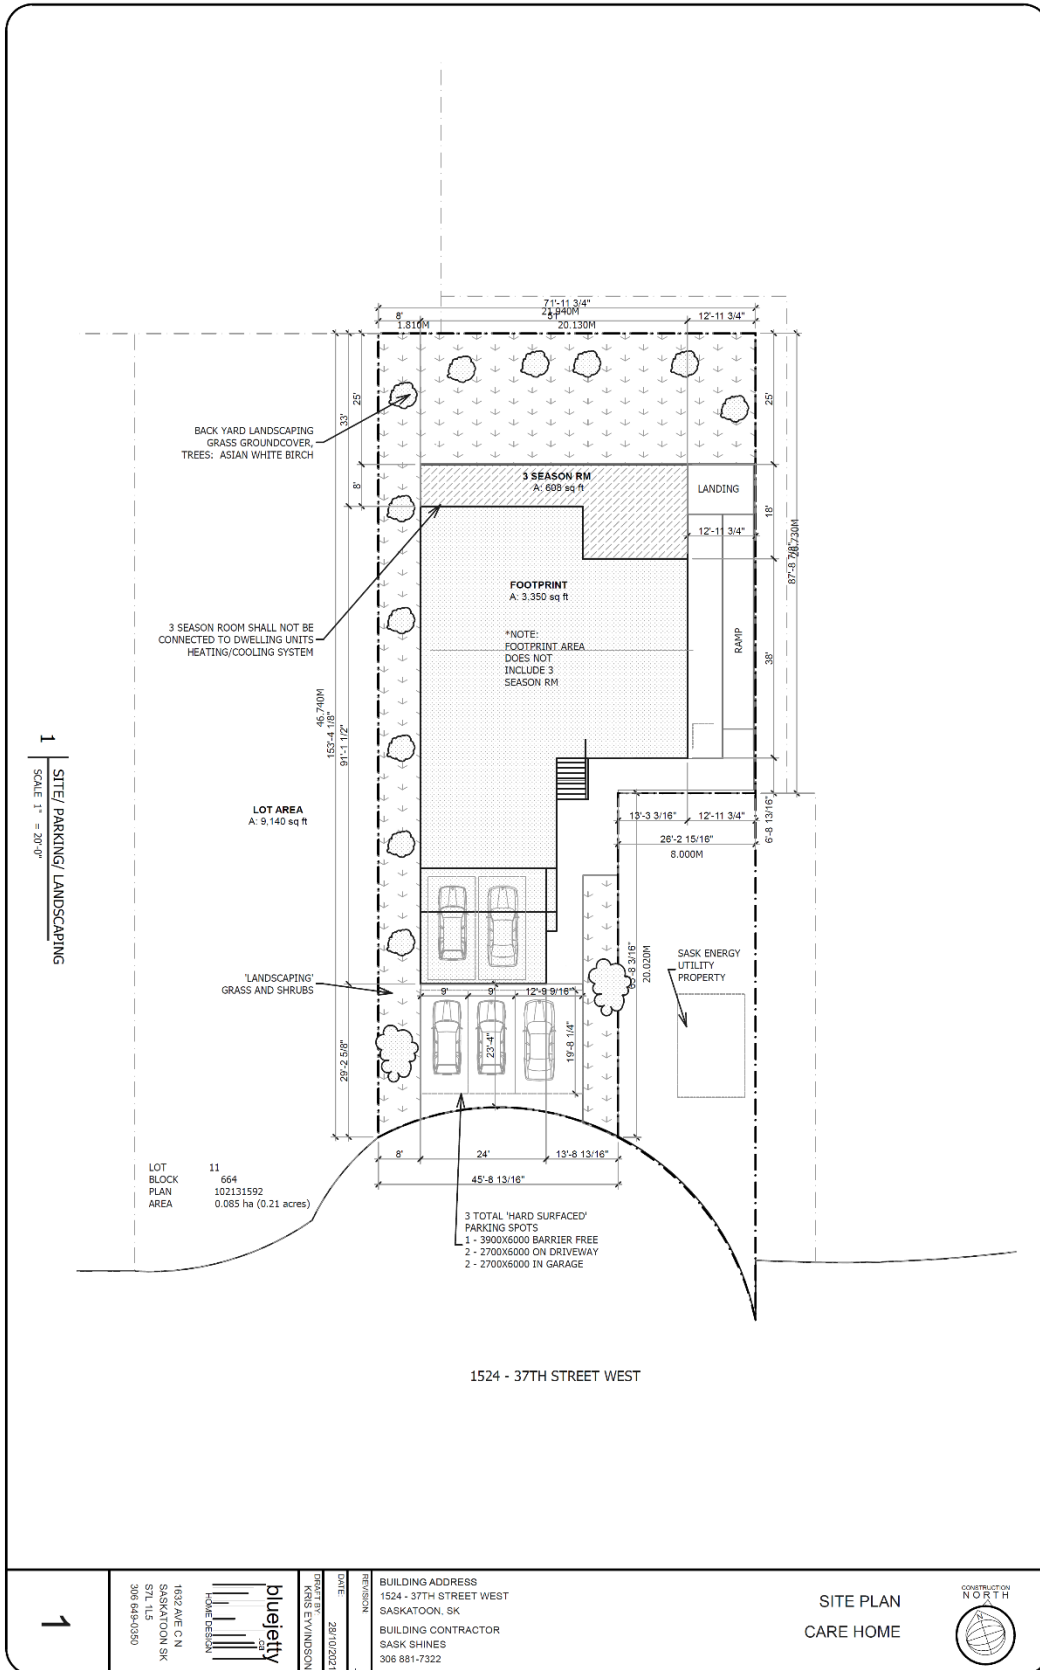 71'-11 3/4"
21.940M
8'
51'
12'-11 3/4"
1.810M
20.130M
25'
33'
25'
BACK YARD LANDSCAPING
GRASS GROUNDCOVER,
TREES: ASIAN WHITE BIRCH
3 SEASON RM
A: 608 sq ft
LANDING
8'
18'
12'-11 3/4"
87'-8 7/8"
26.730M
FOOTPRINT
A: 3,350 sq ft
3 SEASON ROOM SHALL NOT BE
CONNECTED TO DWELLING UNITS
HEATING/COOLING SYSTEM
*NOTE:
FOOTPRINT AREA
DOES NOT
INCLUDE 3
SEASON RM
RAMP
38'
46.740M
153'-4 1/8"
91'-1 1/2"
1
SITE/ PARKING/ LANDSCAPING
SCALE 1" = 20'-0"
LOT AREA
A: 9,140 sq ft
13'-3 3/16"
12'-11 3/4"
6'-8 13/16"
26'-2 15/16"
8.000M
SASK ENERGY
UTILITY
PROPERTY
20.020M
'LANDSCAPING'
GRASS AND SHRUBS
9'
9'
12'-9 9/16"
23'-4"
19'-8 1/4"
29'-2 5/8"
8'
24'
13'-8 13/16"
45'-8 13/16"
LOT 11
BLOCK 664
PLAN 102131592
AREA 0.085 ha (0.21 acres)
3 TOTAL 'HARD SURFACED'
PARKING SPOTS
1 - 3900X6000 BARRIER FREE
2 - 2700X6000 ON DRIVEWAY
2 - 2700X6000 IN GARAGE
1524 - 37TH STREET WEST
1
1632 AVE C N
SASKATOON SK
S7L 1L5
306 649-0350
bluejetty
.ca
HOME DESIGN
DRAFT BY:
KRIS EYVINDSON
DATE:
28/10/2021
REVISION:
BUILDING ADDRESS
1524 - 37TH STREET WEST
SASKATOON, SK
BUILDING CONTRACTOR
SASK SHINES
306 881-7322
SITE PLAN
CARE HOME
CONSTRUCTION
NORTH
N